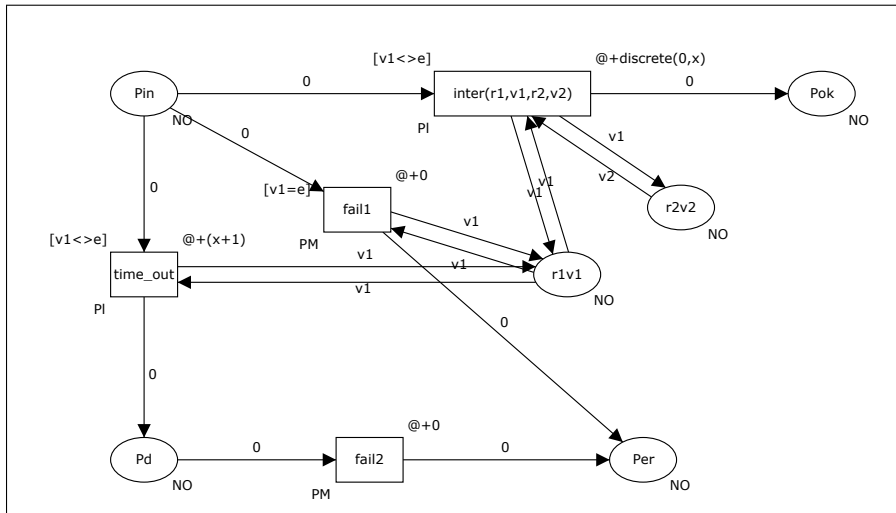 [v1<>e]
@+discrete(0,x)
Pin
0
inter(r1,v1,r2,v2)
0
Pok
NO
PI
NO
0
v1
0
[v1=e]
@+0
v1
v1
v2
r2v2
fail1
v1
NO
[v1<>e]
@+(x+1)
PM
v1
v1
time_out
r1v1
v1
PI
NO
0
0
@+0
Pd
0
fail2
0
Per
NO
PM
NO